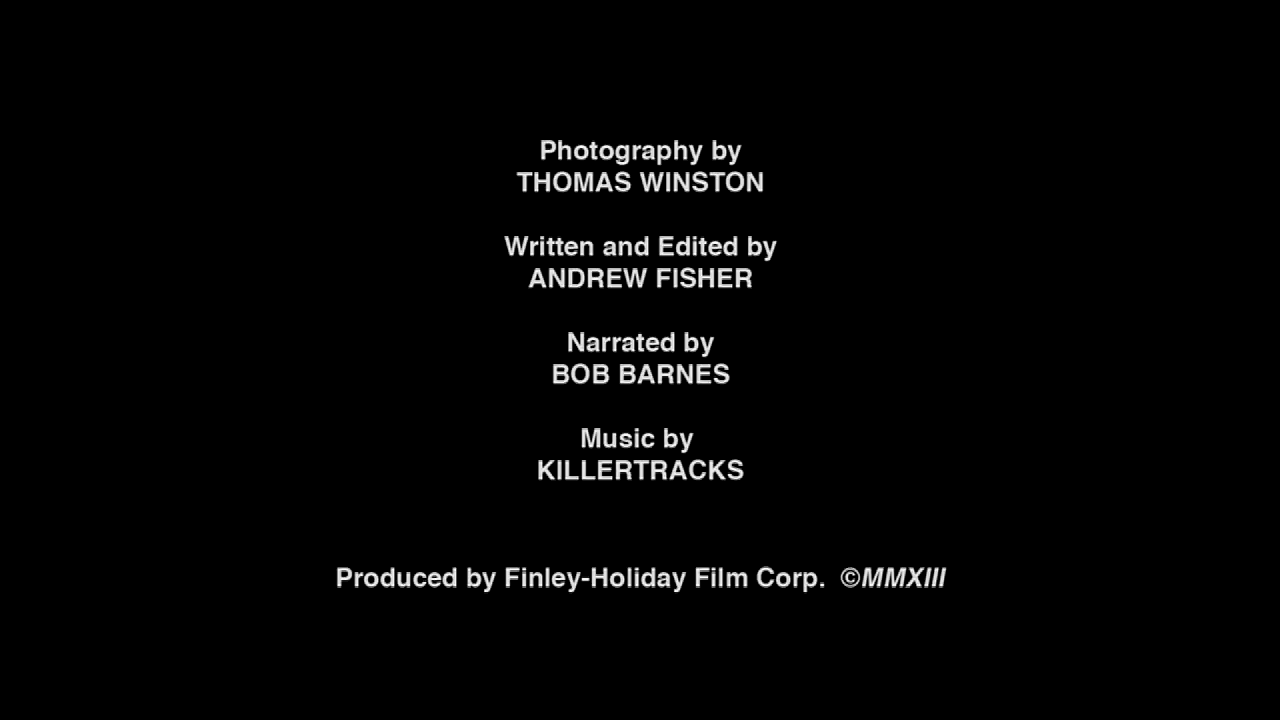 Photography by
THOMAS WINSTON
Written and Edited by
ANDREW FISHER
Narrated by
BOB BARNES
Music by
KILLERTRACKS
Produced by Finley-Holiday Film Corp. ©MMXIII